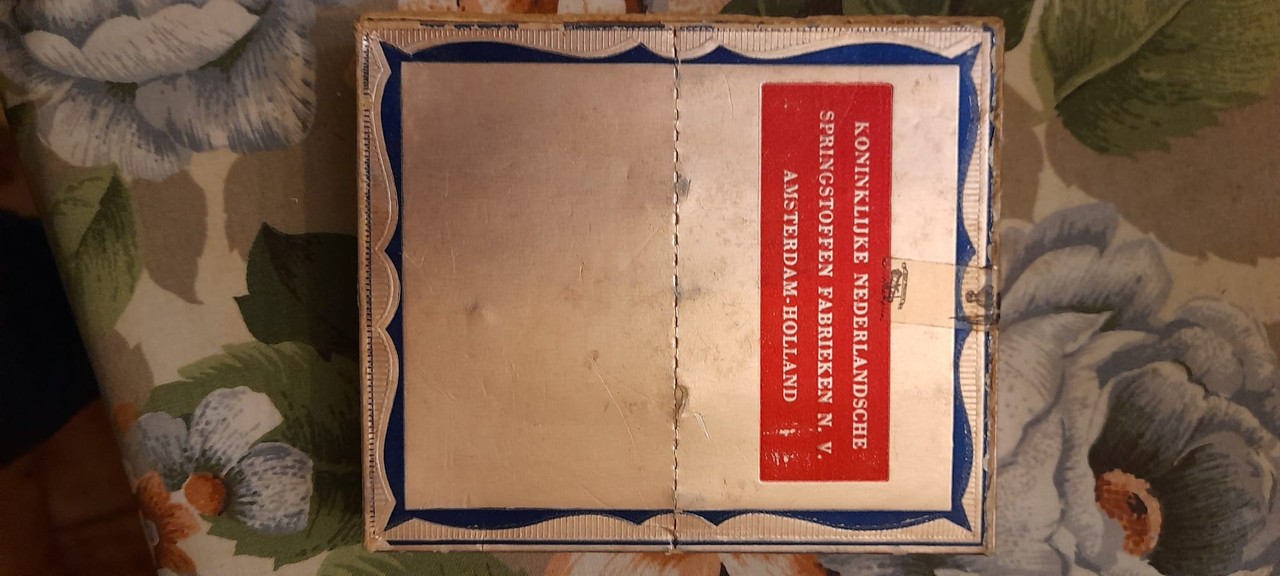 KONINKLIJKE NEDERLANDSCHE
SPRINGSTOFFEN FABRIEKEN N. V.
AMSTERDAM-HOLLAND